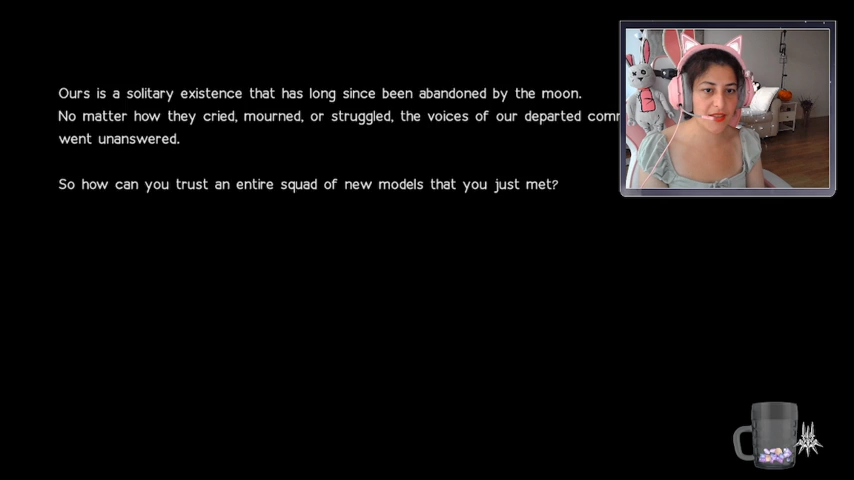 Ours is a solitary existence that has long since been abandoned by the moon.
No matter how they cried, mourned, or struggled, the voices of our departed
went unanswered.
So how can you trust an entire squad of new models that you just met?